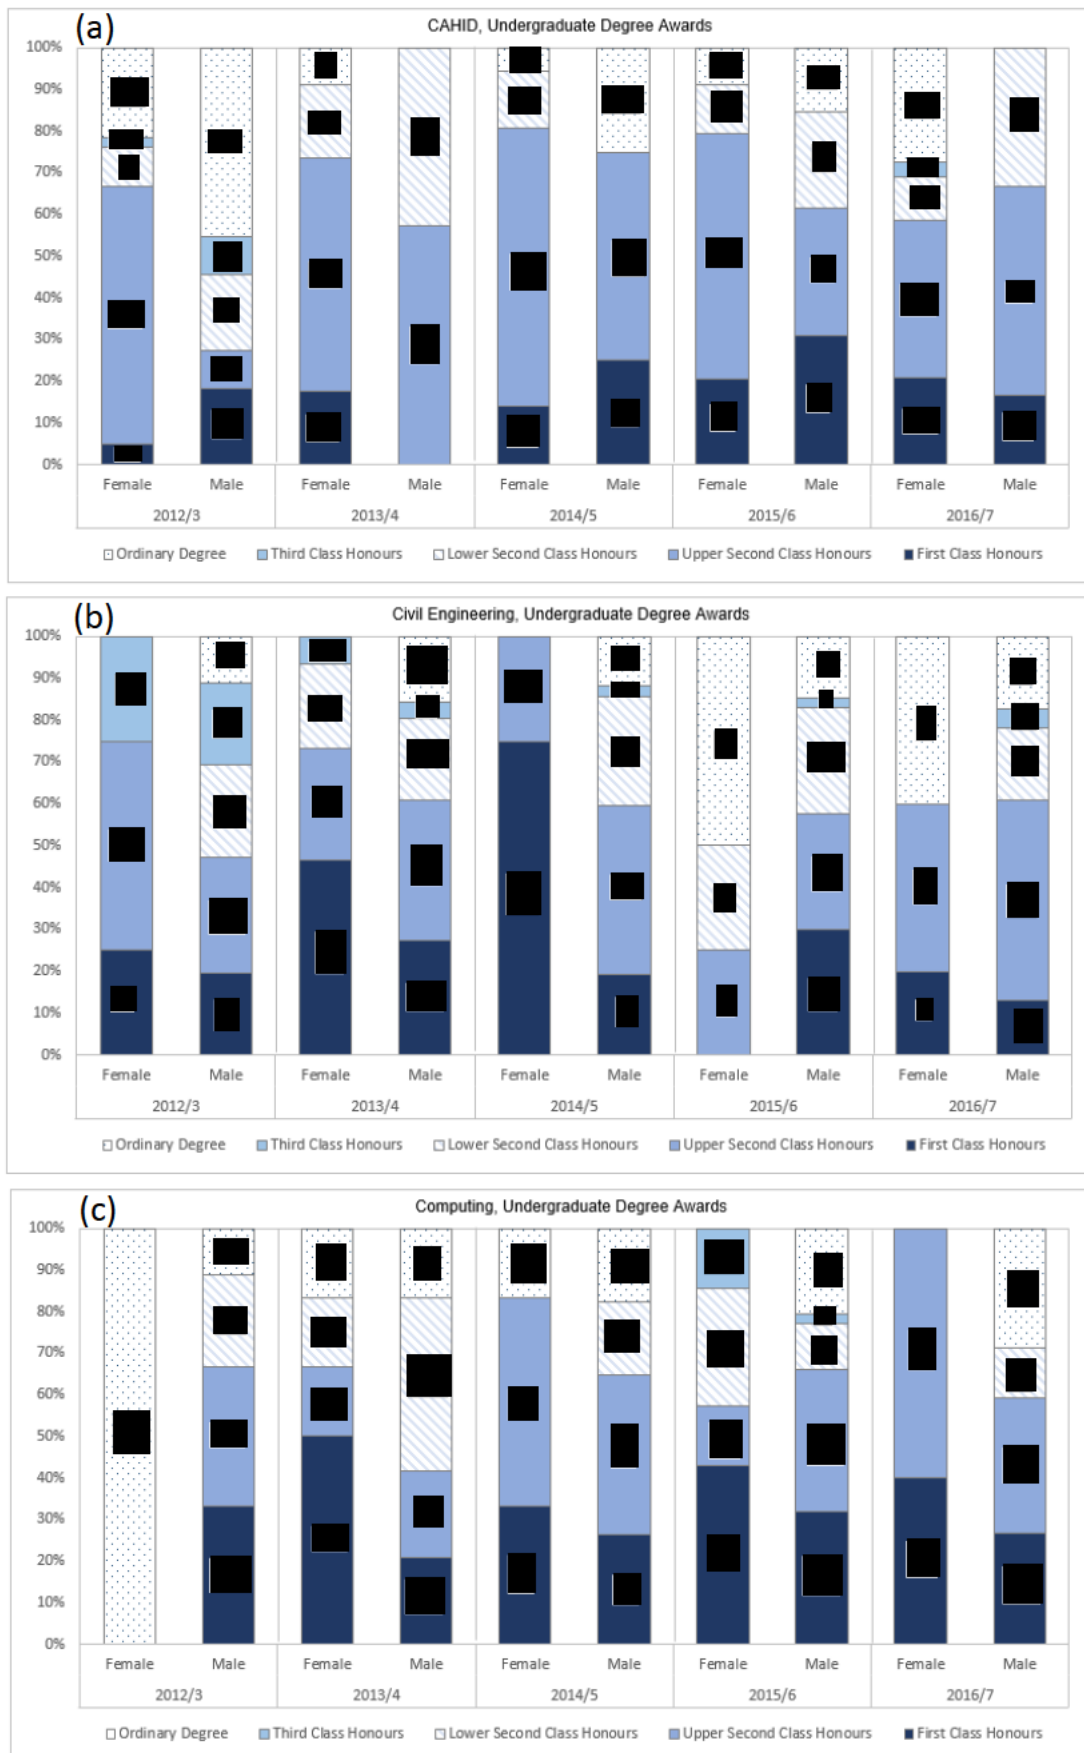 (a)
CAHID, Undergraduate Degree Awards
100%
90%
80%
70%
60%
50%
40%
30%
20%
10%
0%
Female Male Female Male Female Male Female Male Female Male
2012/3 2013/4 2014/5 2015/6 2016/7
Ordinary Degree Third Class Honours Lower Second Class Honours Upper Second Class Honours First Class Honours
(b)
Civil Engineering, Undergraduate Degree Awards
100%
90%
80%
70%
60%
50%
40%
30%
20%
10%
0%
Female Male Female Male Female Male Female Male Female Male
2012/3 2013/4 2014/5 2015/6 2016/7
Ordinary Degree Third Class Honours Lower Second Class Honours Upper Second Class Honours First Class Honours
(c)
Computing, Undergraduate Degree Awards
100%
90%
80%
70%
60%
50%
40%
30%
20%
10%
0%
Female Male Female Male Female Male Female Male Female Male
2012/3 2013/4 2014/5 2015/6 2016/7
Ordinary Degree Third Class Honours Lower Second Class Honours Upper Second Class Honours First Class Honours